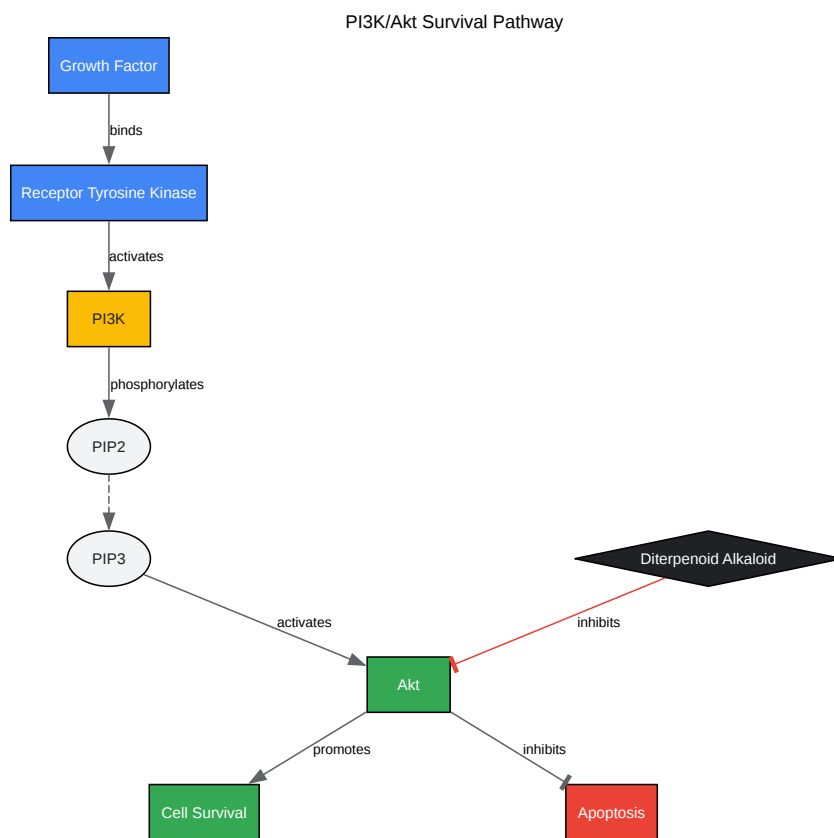 PI3K/Akt Survival Pathway
Growth Factor
binds
Receptor Tyrosine Kinase
activates
PI3K
phosphorylates
PIP2
PIP3
Diterpenoid Alkaloid
activates
inhibits
Akt
promotes
inhibits
Cell Survival
Apoptosis